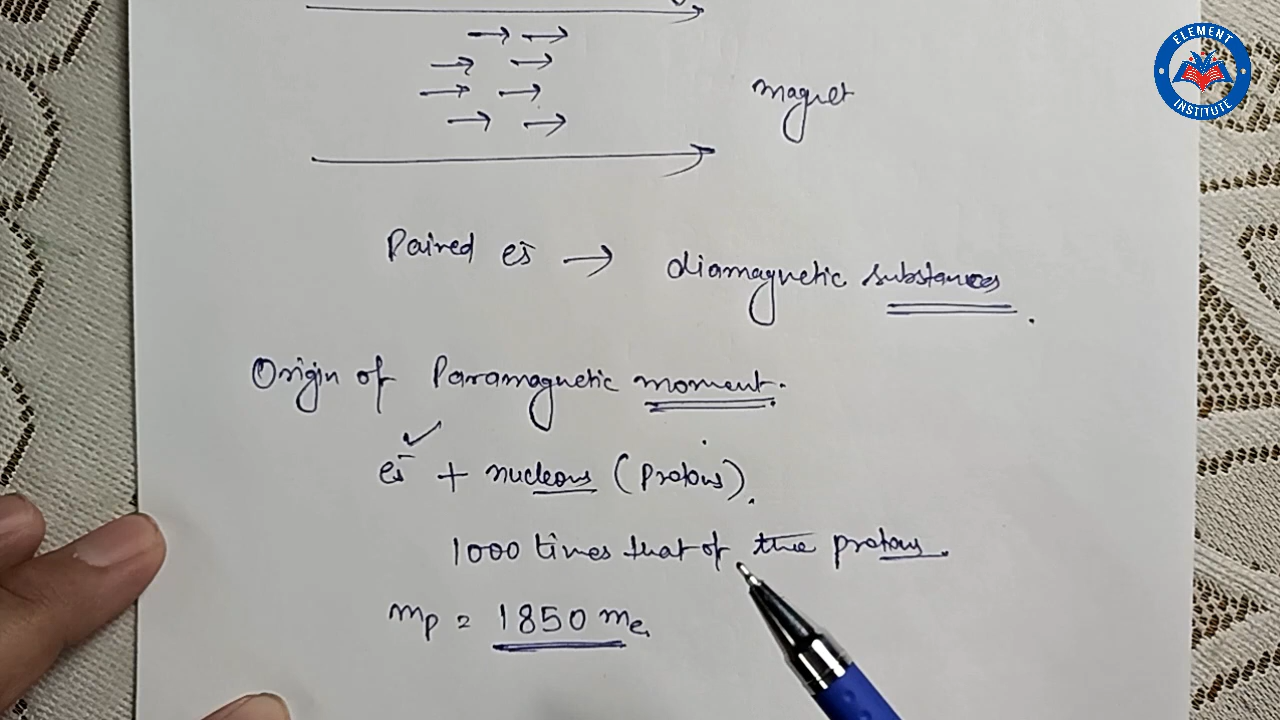 ELEMENT
INSTITUTE
magnet
Paired es̄ → diamagnetic substances.
Origin of Paramagnetic moment.
es̄ + nucleons (Protons).
1000 times that of the protons.
mp = 1850 me.